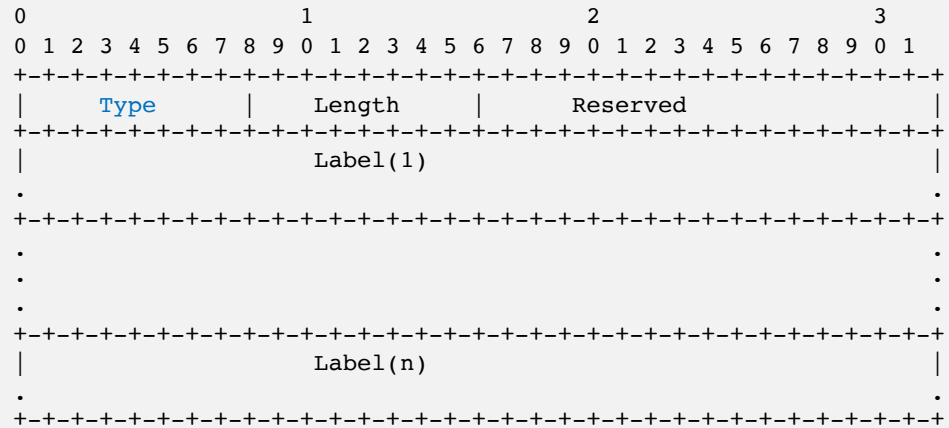 0                   1                   2                   3
0 1 2 3 4 5 6 7 8 9 0 1 2 3 4 5 6 7 8 9 0 1 2 3 4 5 6 7 8 9 0 1
+-+-+-+-+-+-+-+-+-+-+-+-+-+-+-+-+-+-+-+-+-+-+-+-+-+-+-+-+-+-+-+-+
|     Type      |    Length     |      Reserved                 |
+-+-+-+-+-+-+-+-+-+-+-+-+-+-+-+-+-+-+-+-+-+-+-+-+-+-+-+-+-+-+-+-+
|                    Label(1)                                   |
.                                                               .
+-+-+-+-+-+-+-+-+-+-+-+-+-+-+-+-+-+-+-+-+-+-+-+-+-+-+-+-+-+-+-+-+
.                                                               .
.                                                               .
.                                                               .
+-+-+-+-+-+-+-+-+-+-+-+-+-+-+-+-+-+-+-+-+-+-+-+-+-+-+-+-+-+-+-+-+
|                    Label(n)                                   |
.                                                               .
+-+-+-+-+-+-+-+-+-+-+-+-+-+-+-+-+-+-+-+-+-+-+-+-+-+-+-+-+-+-+-+-+